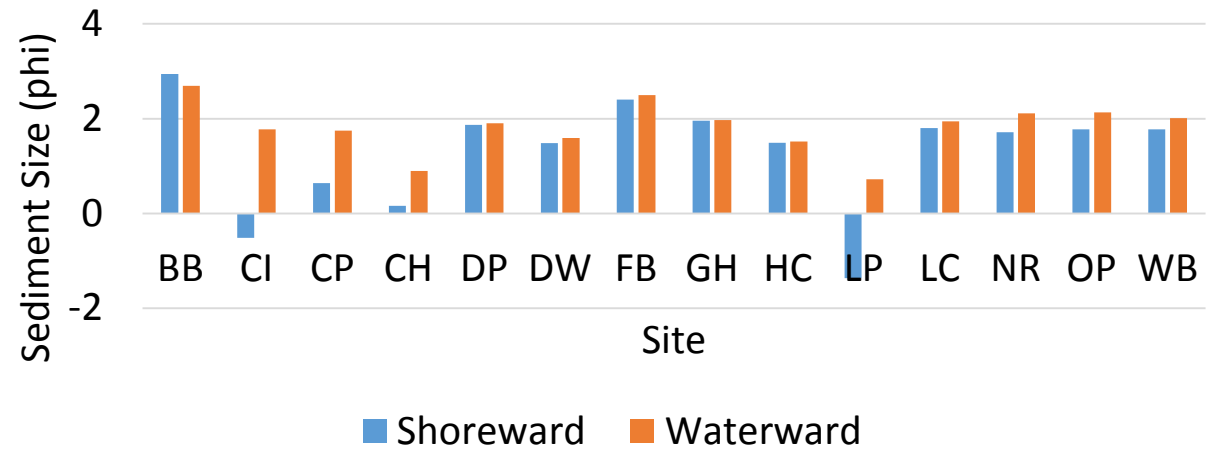 Sediment Size (phi)
4
2
0
-2
BB CI CP CH DP DW FB GH HC LP LC NR OP WB
Site
Shoreward Waterward